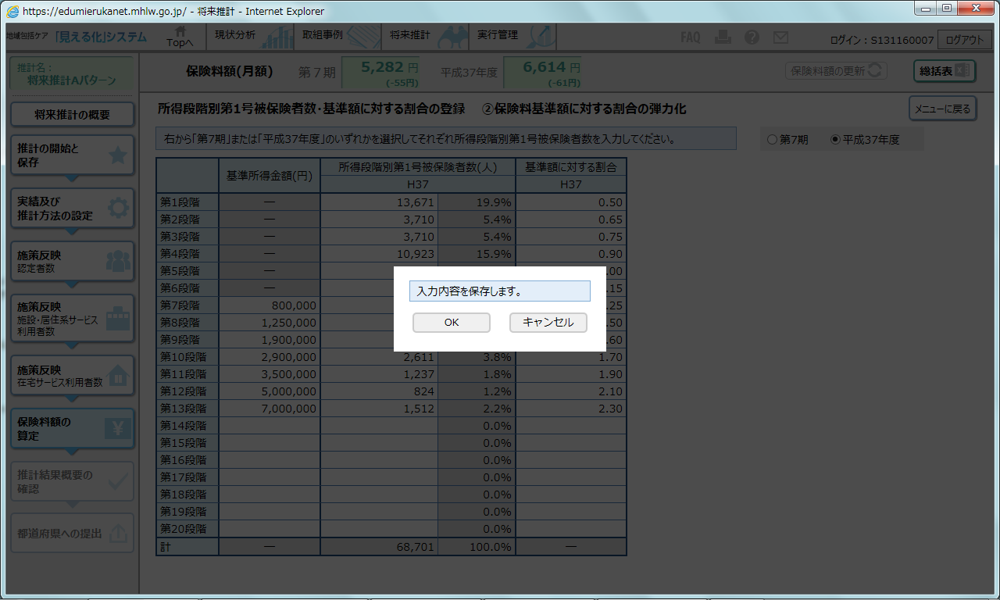 https://edumierukanet.mhlw.go.jp/ - 将来推計 - Internet Explorer
地域包括ケア「見える化」システム
Topへ
現状分析
取組事例
将来推計
実行管理
FAQ
ログイン：S131160007
ログアウト
推計名：
将来推計Aパターン
保険料額(月額)
第７期
5,282 円
(-55円)
平成37年度
6,614 円
(-61円)
保険料額の更新
総括表
将来推計の概要
推計の開始と
保存
実績及び
推計方法の設定
施策反映
認定者数
施策反映
施設・居住系サービス
利用者数
施策反映
在宅サービス利用者数
保険料額の
算定
推計結果概要の
確認
都道府県への提出
所得段階別第1号被保険者数・基準額に対する割合の登録　②保険料基準額に対する割合の弾力化
メニューに戻る
右から「第7期」または「平成37年度」のいずれかを選択してそれぞれ所得段階別第1号被保険者数を入力してください。
第7期
平成37年度
基準所得金額(円) 所得段階別第1号被保険者数(人) 基準額に対する割合
H37 H37
第1段階 ― 13,671 19.9% 0.50
第2段階 ― 3,710 5.4% 0.65
第3段階 ― 3,710 5.4% 0.75
第4段階 ― 10,923 15.9% 0.90
第5段階 ― .00
第6段階 ― .15
第7段階 800,000 .25
第8段階 1,250,000 .50
第9段階 1,900,000 .60
第10段階 2,900,000 2,611 3.8% 1.70
第11段階 3,500,000 1,237 1.8% 1.90
第12段階 5,000,000 824 1.2% 2.10
第13段階 7,000,000 1,512 2.2% 2.30
第14段階 0.0%
第15段階 0.0%
第16段階 0.0%
第17段階 0.0%
第18段階 0.0%
第19段階 0.0%
第20段階 0.0%
計 ― 68,701 100.0% ―
入力内容を保存します。
OK
キャンセル